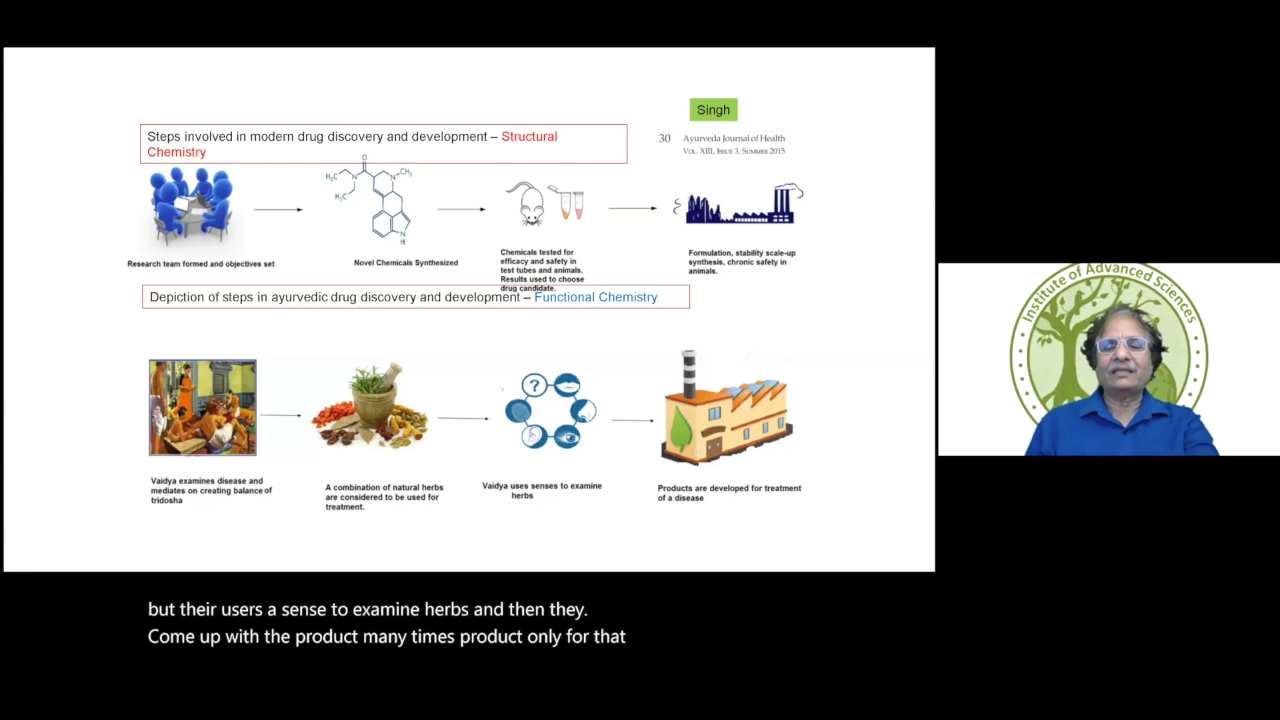 Singh
Steps involved in modern drug discovery and development – Structural
Chemistry
30 Ayurveda Journal of Health
Vol. XIII, Issue 3, Summer 2015
O
H₃C
N
N
CH₃
H₃C
N
H
Research team formed and objectives set
Novel Chemicals Synthesized
Chemicals tested for
efficacy and safety in
test tubes and animals.
Results used to choose
drug candidate.
Formulation, stability scale-up
synthesis, chronic safety in
animals.
Depiction of steps in ayurvedic drug discovery and development – Functional Chemistry
?
Vaidya examines disease and
mediates on creating balance of
tridosha
A combination of natural herbs
are considered to be used for
treatment.
Vaidya uses senses to examine
herbs
Products are developed for treatment
of a disease
Institute of Advanced Sciences
but their users a sense to examine herbs and then they.
Come up with the product many times product only for that